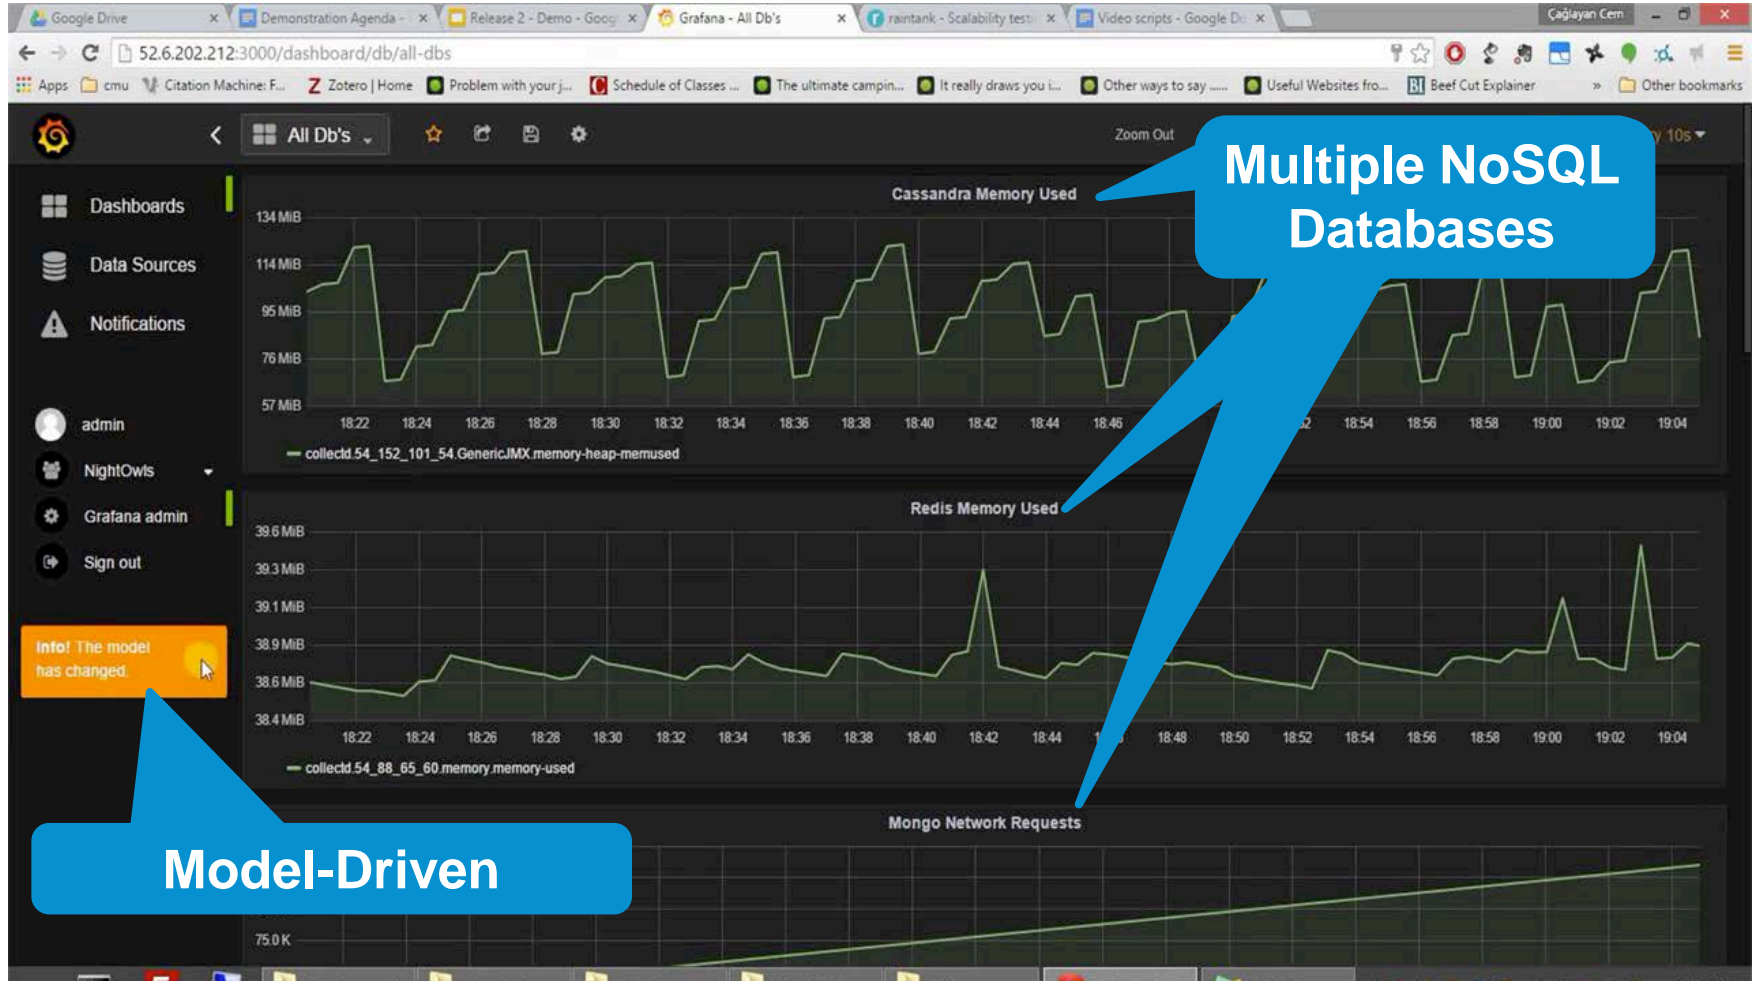 Google Drive
Demonstration Agenda -
Release 2 - Demo - Goog
Grafana - All Db's
raintank - Scalability test
Video scripts - Google D
Çağlayan Cem
52.6.202.212:3000/dashboard/db/all-dbs
Apps
cmu
Citation Machine: F...
Zotero | Home
Problem with your j...
Schedule of Classes ...
The ultimate campin...
It really draws you i...
Other ways to say ......
Useful Websites fro...
Beef Cut Explainer
»
Other bookmarks
All Db's
Zoom Out
10s
Multiple NoSQL
Databases
Dashboards
Data Sources
Notifications
admin
NightOwls
Grafana admin
Sign out
Info! The model
has changed.
Model-Driven
Cassandra Memory Used
134 MiB
114 MiB
95 MiB
76 MiB
57 MiB
18:22 18:24 18:26 18:28 18:30 18:32 18:34 18:36 18:38 18:40 18:42 18:44 18:46 18:54 18:56 18:58 19:00 19:02 19:04
collectd.54_152_101_54.GenericJMX.memory-heap-memused
Redis Memory Used
39.6 MiB
39.3 MiB
39.1 MiB
38.9 MiB
38.6 MiB
38.4 MiB
18:22 18:24 18:26 18:28 18:30 18:32 18:34 18:36 18:38 18:40 18:42 18:44 18:48 18:50 18:52 18:54 18:56 18:58 19:00 19:02 19:04
collectd.54_88_65_60.memory.memory-used
Mongo Network Requests
75.0 K